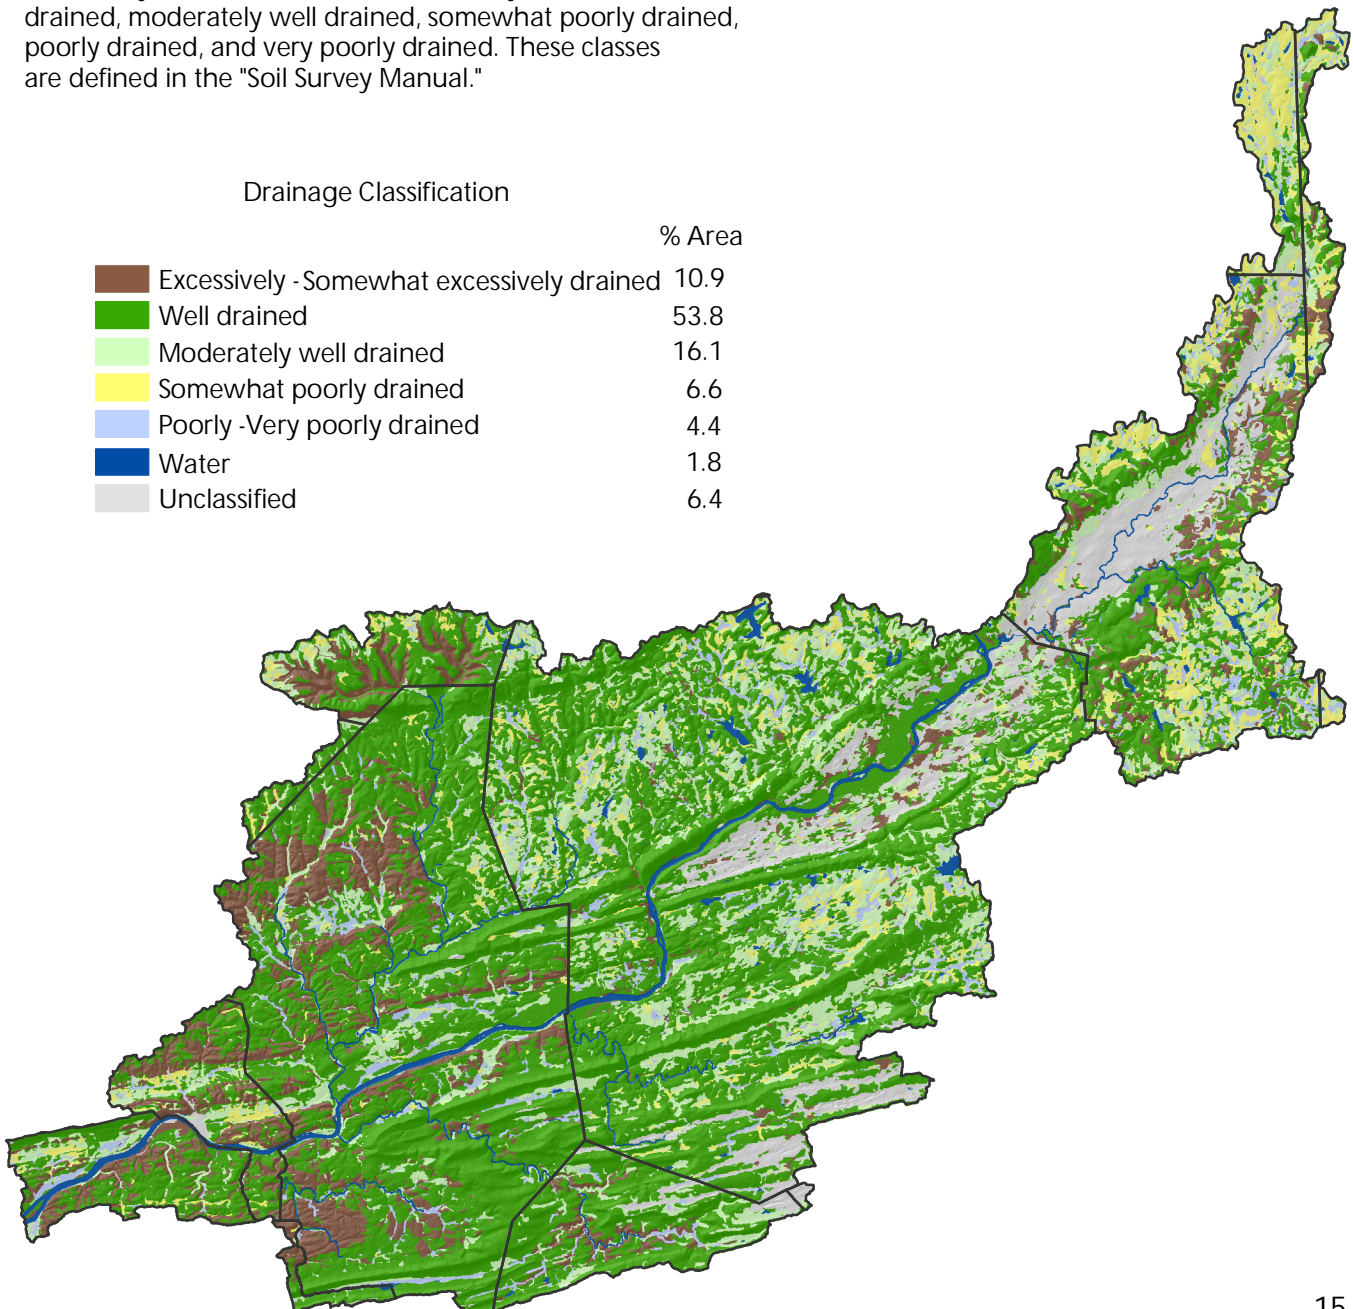 drained, moderately well drained, somewhat poorly drained,
poorly drained, and very poorly drained. These classes
are defined in the "Soil Survey Manual."
Drainage Classification
% Area
Excessively - Somewhat excessively drained 10.9
Well drained 53.8
Moderately well drained 16.1
Somewhat poorly drained 6.6
Poorly -Very poorly drained 4.4
Water 1.8
Unclassified 6.4
15